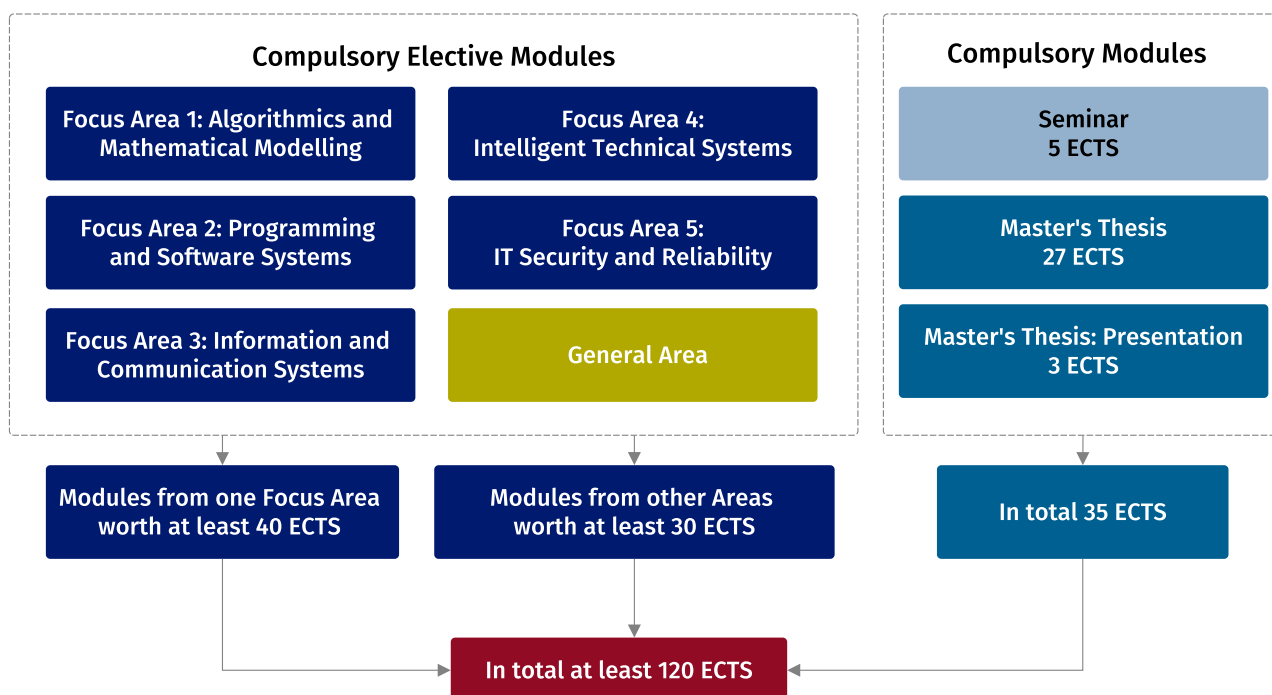 Compulsory Elective Modules
Focus Area 1: Algorithmics and
Mathematical Modelling
Focus Area 4:
Intelligent Technical Systems
Focus Area 2: Programming
and Software Systems
Focus Area 5:
IT Security and Reliability
Focus Area 3: Information and
Communication Systems
General Area
Compulsory Modules
Seminar
5 ECTS
Master's Thesis
27 ECTS
Master's Thesis: Presentation
3 ECTS
Modules from one Focus Area
worth at least 40 ECTS
Modules from other Areas
worth at least 30 ECTS
In total 35 ECTS
In total at least 120 ECTS